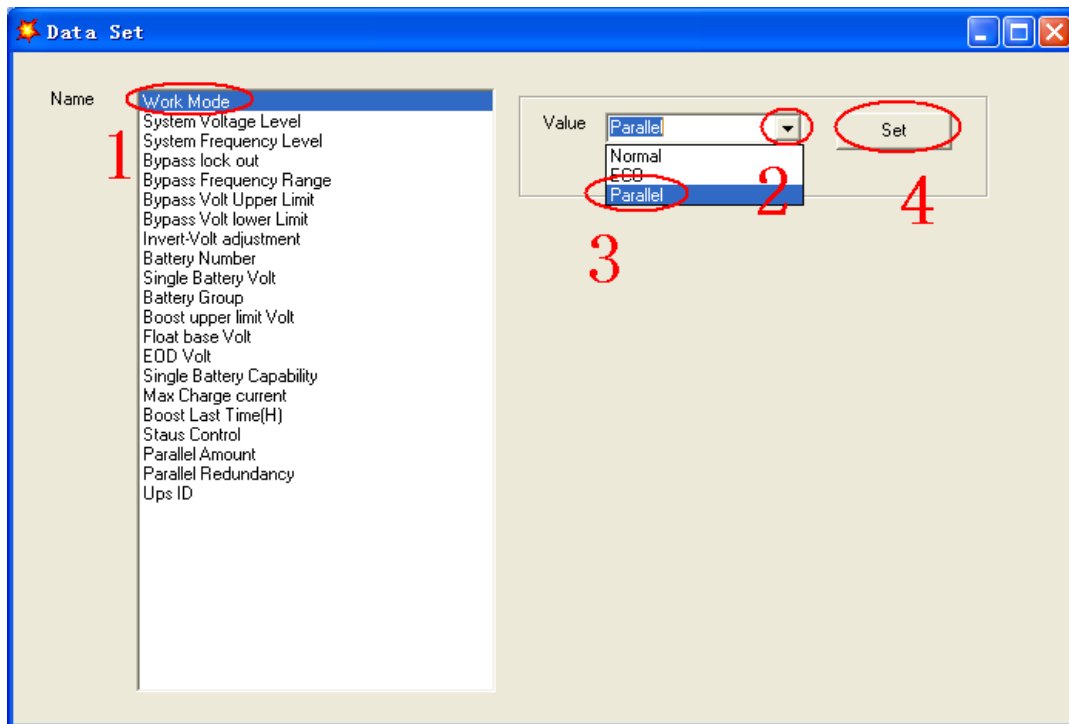 Data Set
Name
Work Mode
System Voltage Level
System Frequency Level
Bypass lock out
Bypass Frequency Range
Bypass Volt Upper Limit
Bypass Volt lower Limit
Invert-Volt adjustment
Battery Number
Single Battery Volt
Battery Group
Boost upper limit Volt
Float base Volt
EOD Volt
Single Battery Capability
Max Charge current
Boost Last Time(H)
Staus Control
Parallel Amount
Parallel Redundancy
Ups ID
1
Value
Parallel
Normal
ECO
Parallel
Set
2
3
4